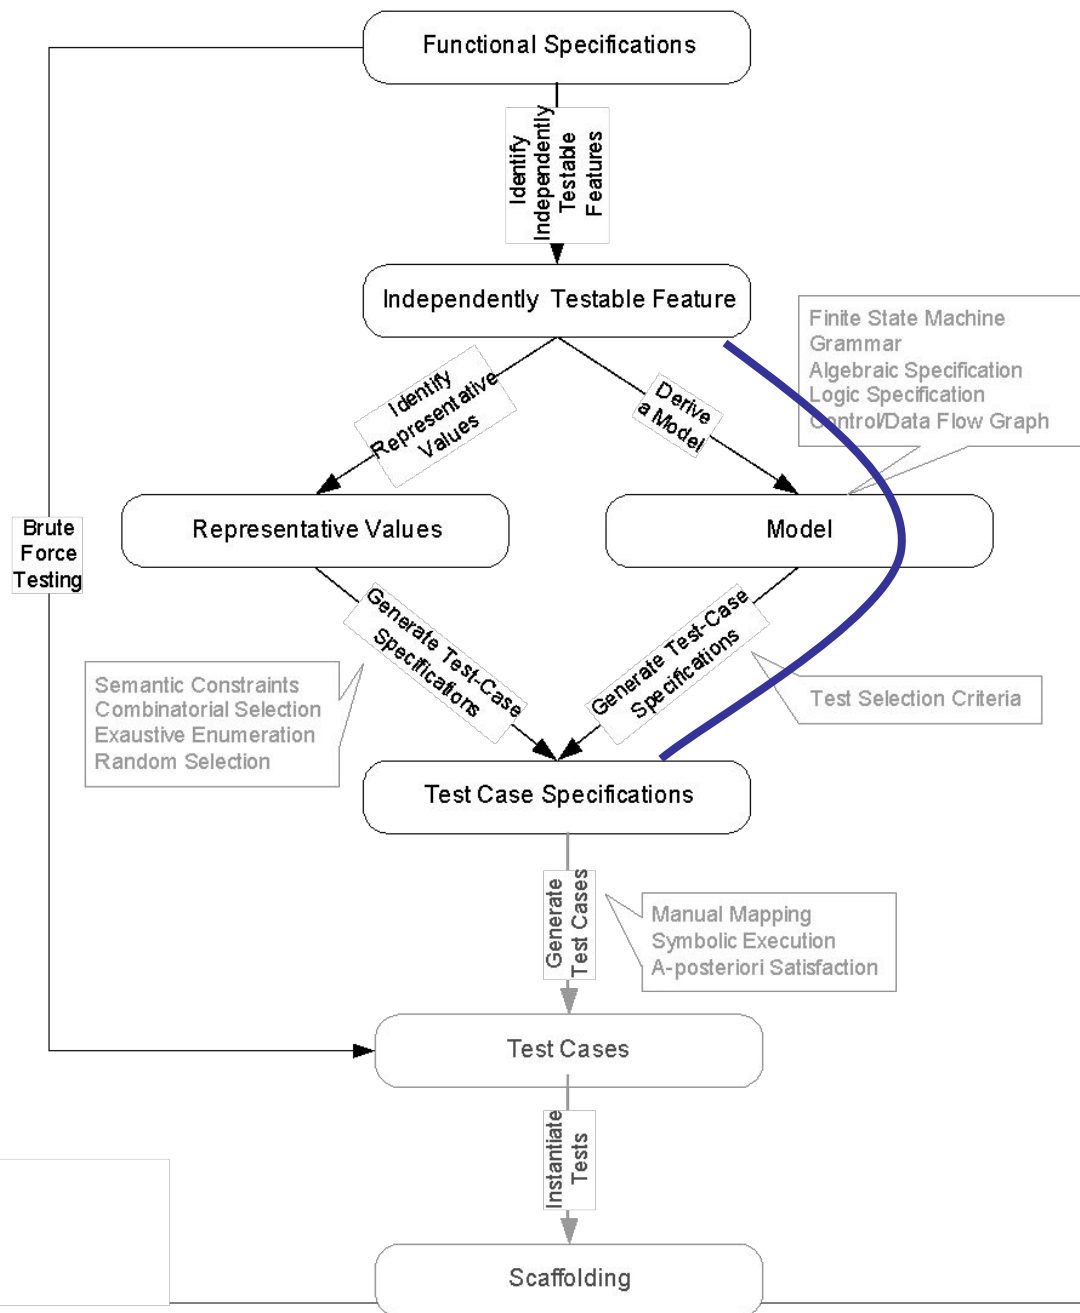 Functional Specifications
Identify
Independently
Testable
Features
Independently Testable Feature
Finite State Machine
Grammar
Algebraic Specification
Logic Specification
Control/Data Flow Graph
Identify
Representative
Values
Derive
a Model
Representative Values
Model
Brute
Force
Testing
Generate Test-Case
Specifications
Generate Test-Case
Specifications
Semantic Constraints
Combinatorial Selection
Exaustive Enumeration
Random Selection
Test Selection Criteria
Test Case Specifications
Generate
Test Cases
Manual Mapping
Symbolic Execution
A-posteriori Satisfaction
Test Cases
Instantiate
Tests
Scaffolding